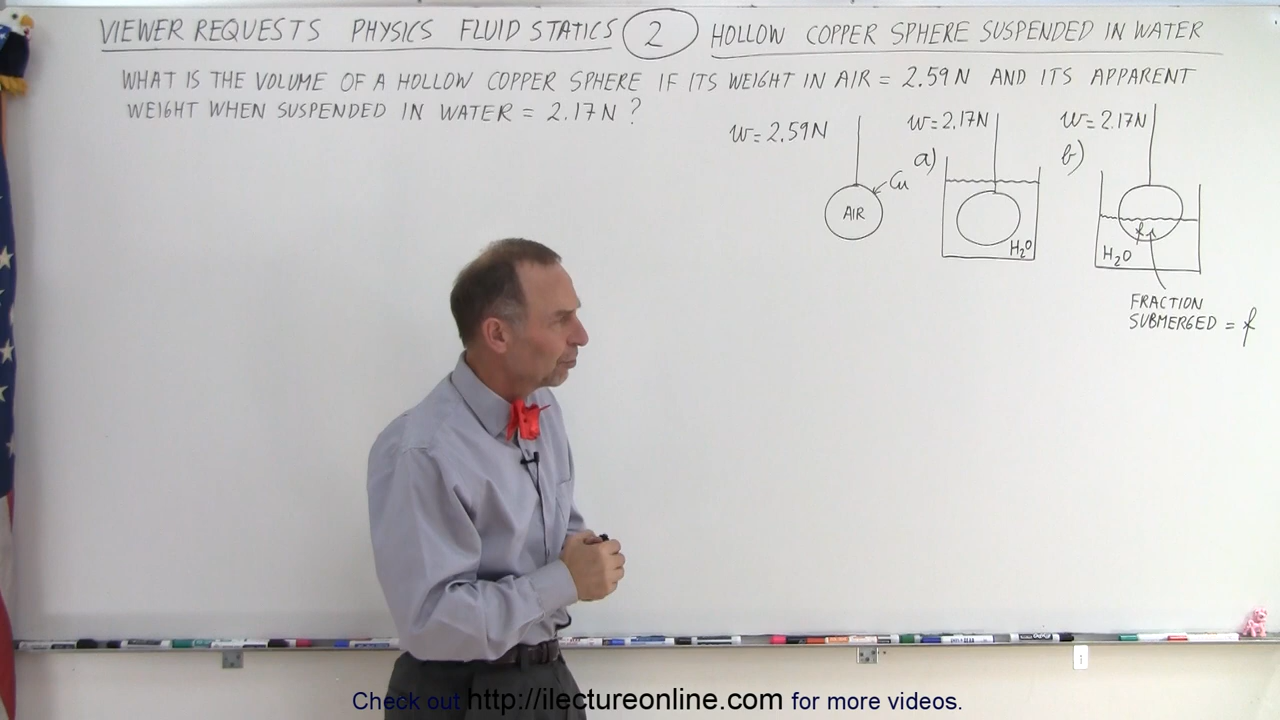 VIEWER REQUESTS PHYSICS FLUID STATICS 2 HOLLOW COPPER SPHERE SUSPENDED IN WATER
WHAT IS THE VOLUME OF A HOLLOW COPPER SPHERE IF ITS WEIGHT IN AIR = 2.59 N AND ITS APPARENT
WEIGHT WHEN SUSPENDED IN WATER = 2.17 N ?
W = 2.59N
W = 2.17N
W = 2.17N
a)
b)
Cu
AIR
H2O
f
H2O
FRACTION
SUBMERGED = f
Check out http://ilectureonline.com for more videos.